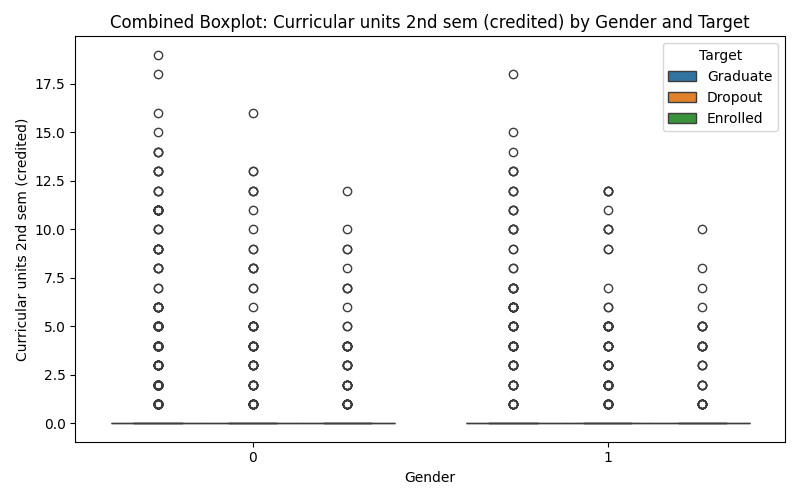 Combined Boxplot: Curricular units 2nd sem (credited) by Gender and Target
Target
Graduate
Dropout
Enrolled
Curricular units 2nd sem (credited)
17.5
15.0
12.5
10.0
7.5
5.0
2.5
0.0
0
1
Gender